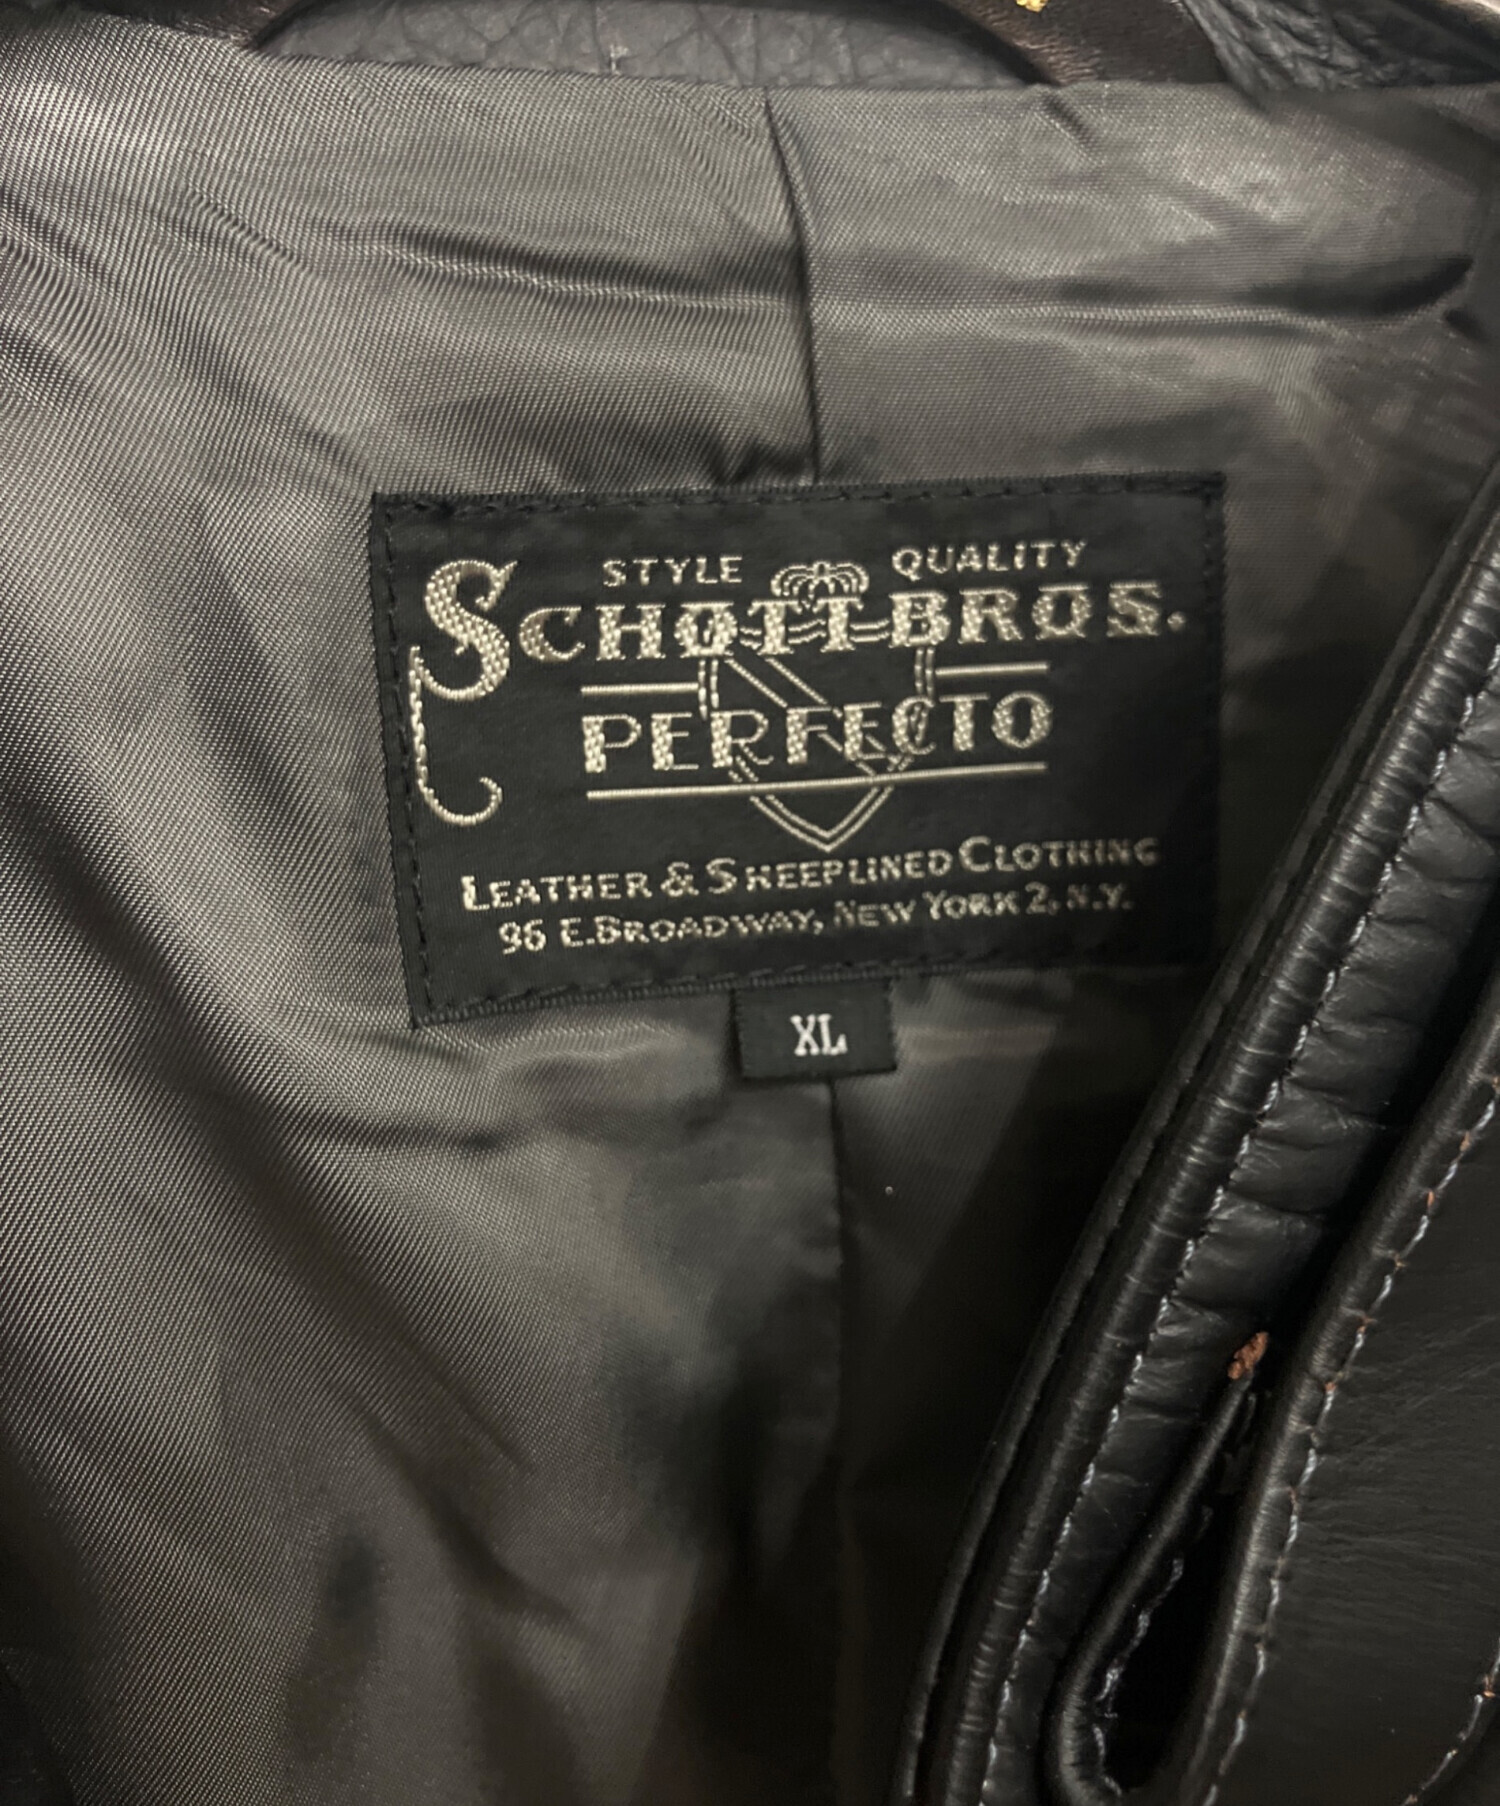 STYLE QUALITY
SCHOTT BROS.
PERFECTO
LEATHER & SHEEPLINED CLOTHING
96 E.BROADWAY, NEW YORK 2, N.Y.
XL